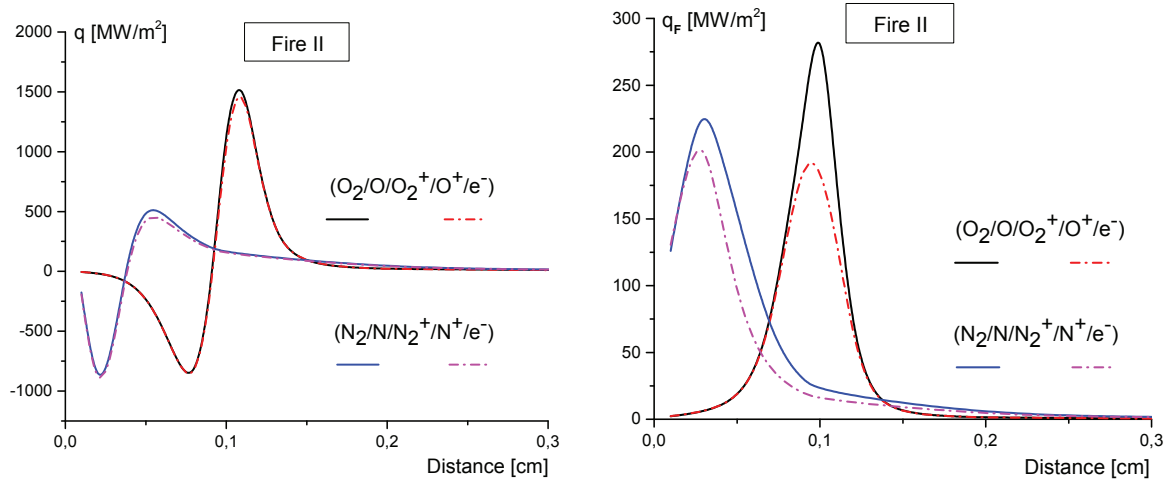 q [MW/m²]
Fire II
2000
1500
1000
500
0
-500
-1000
(O₂/O/O₂⁺/O⁺/e⁻)
(N₂/N/N₂⁺/N⁺/e⁻)
0,0 0,1 0,2 0,3
Distance [cm]
q_F [MW/m²]
Fire II
300
250
200
150
100
50
0
(O₂/O/O₂⁺/O⁺/e⁻)
(N₂/N/N₂⁺/N⁺/e⁻)
0,0 0,1 0,2 0,3
Distance [cm]